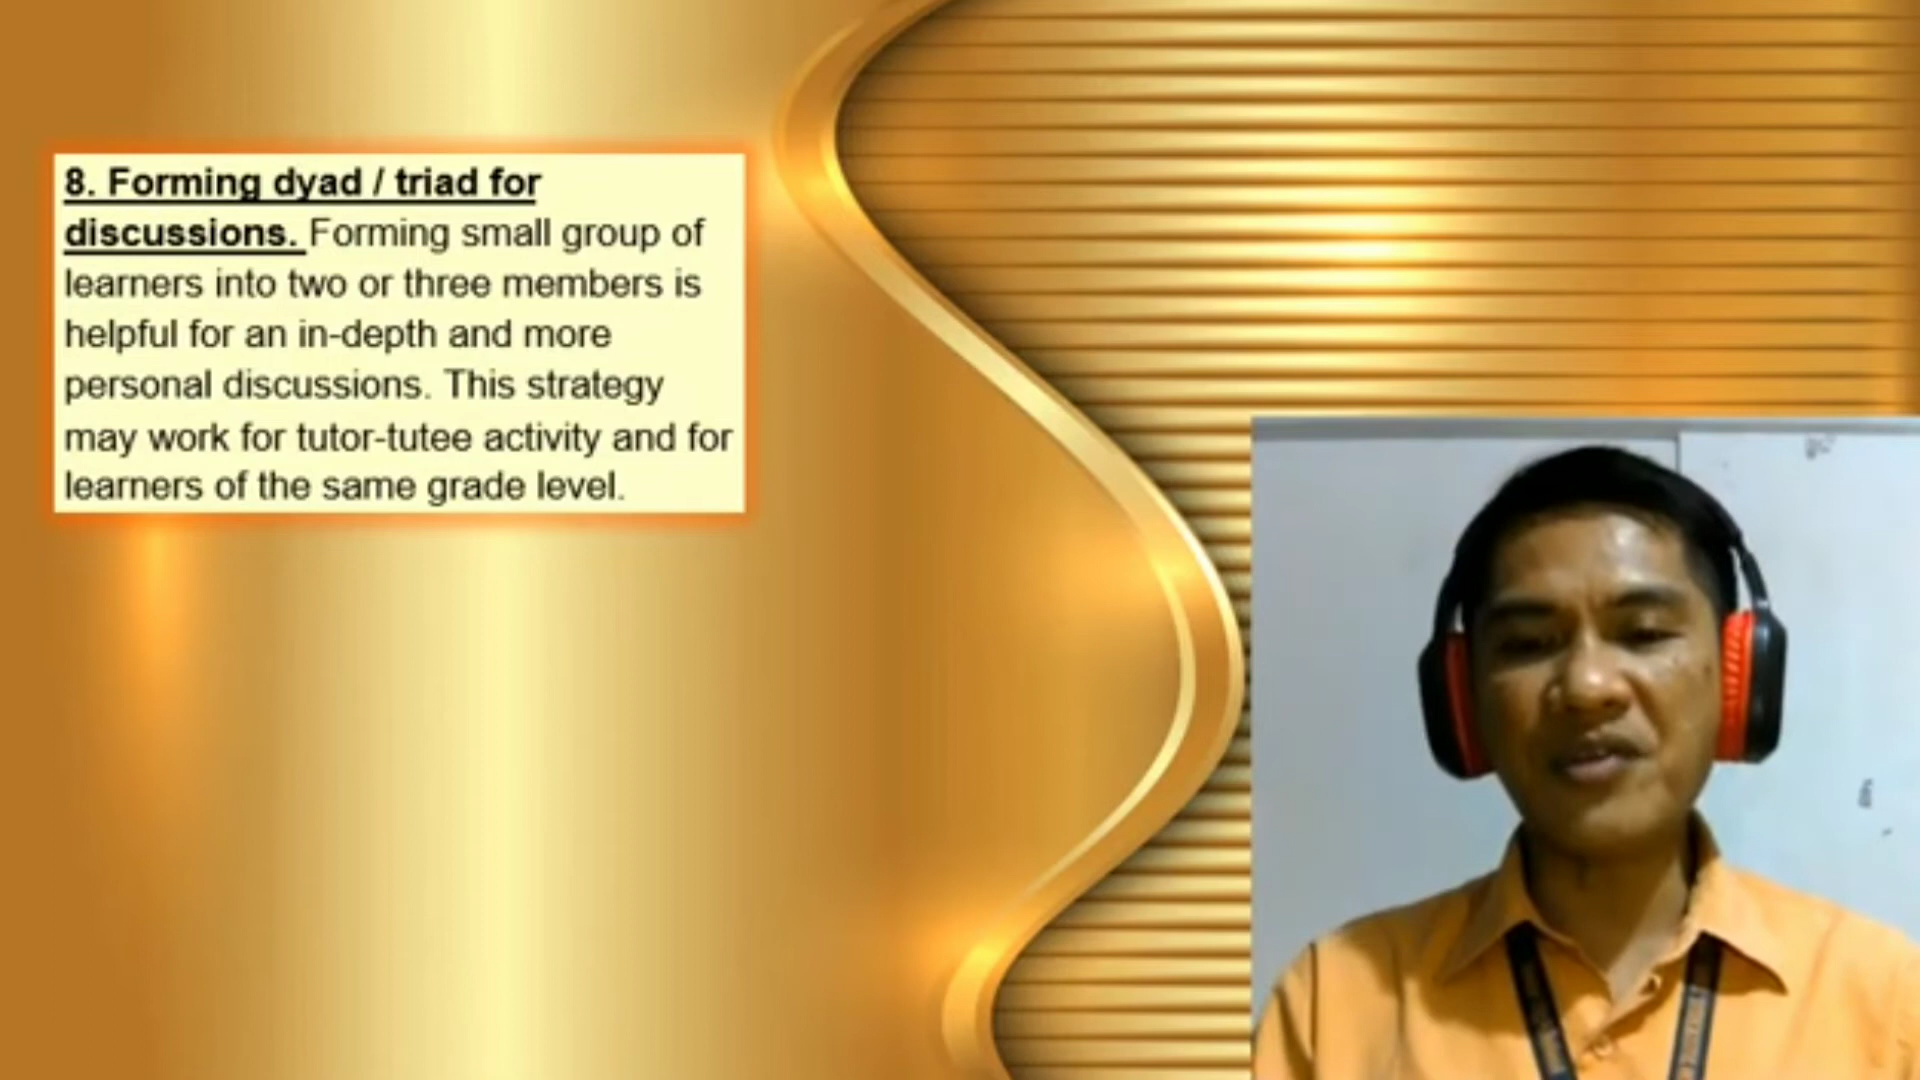 8. Forming dyad / triad for
discussions. Forming small group of
learners into two or three members is
helpful for an in-depth and more
personal discussions. This strategy
may work for tutor-tutee activity and for
learners of the same grade level.